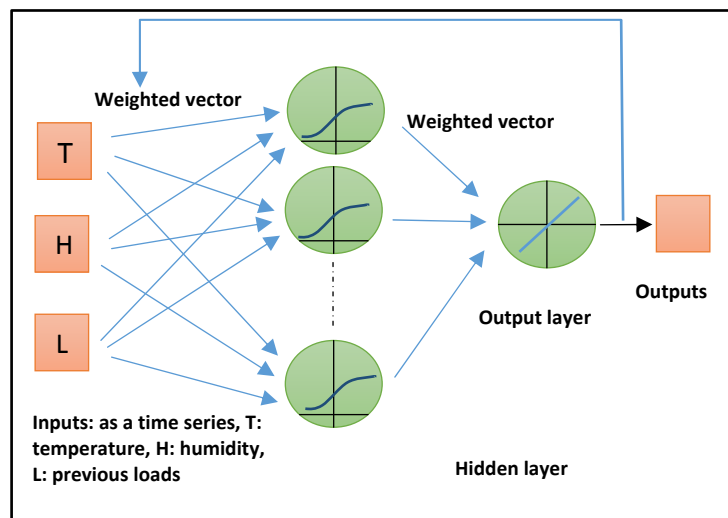 Weighted vector
Weighted vector
T
H
L
Output layer
Outputs
Inputs: as a time series, T:
temperature, H: humidity,
L: previous loads
Hidden layer